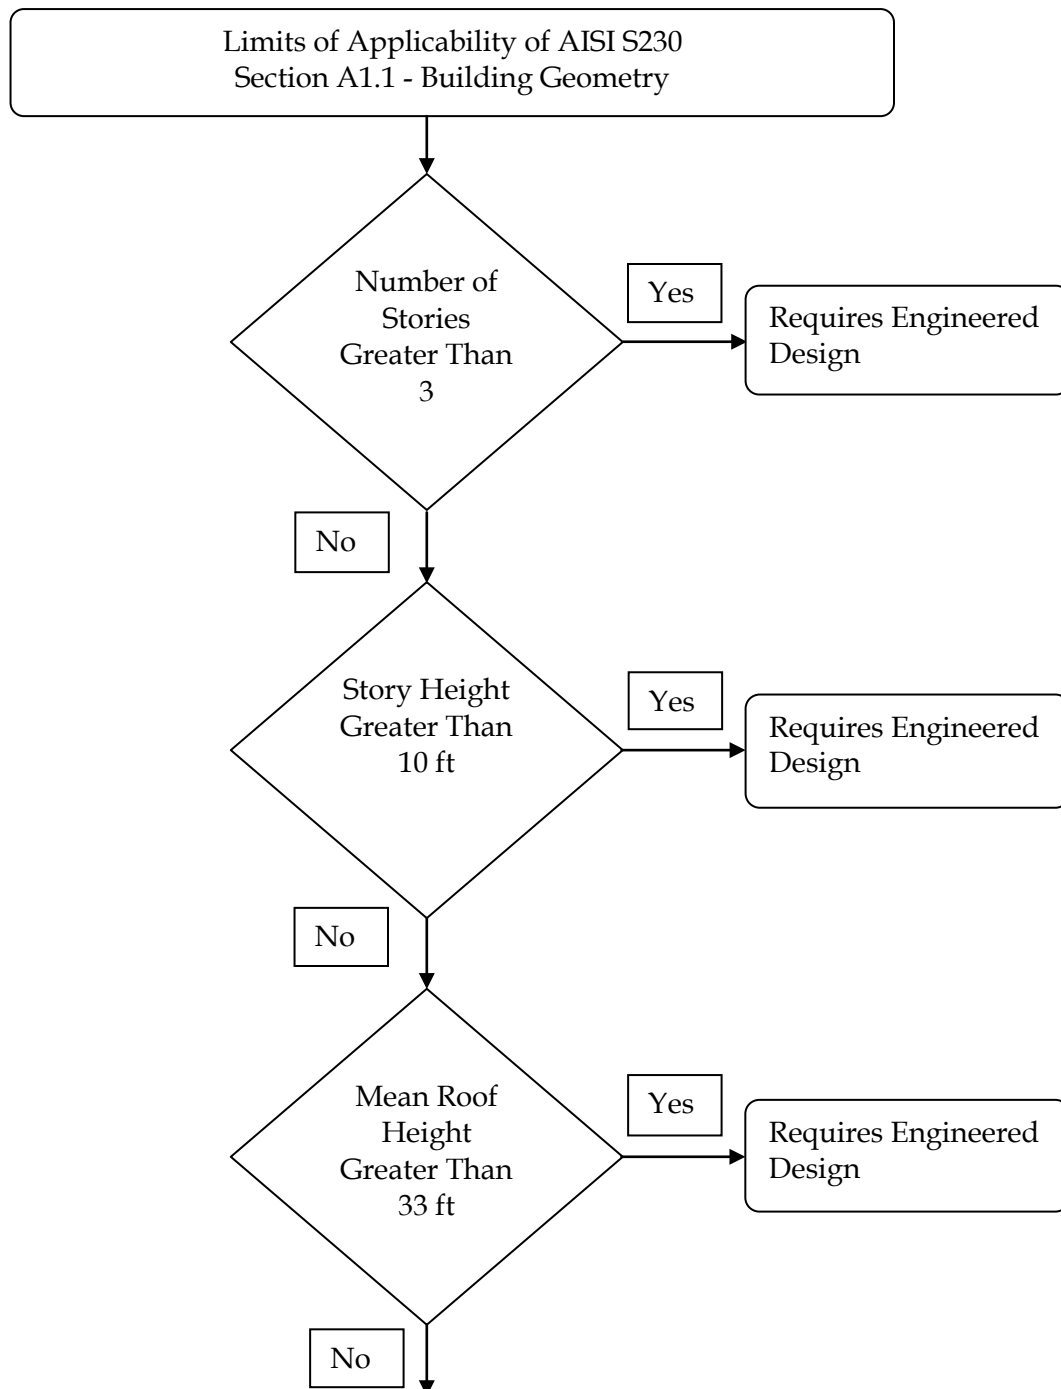 Limits of Applicability of AISI S230
Section A1.1 - Building Geometry
Number of
Stories
Greater Than
3
Yes
Requires Engineered
Design
No
Story Height
Greater Than
10 ft
Yes
Requires Engineered
Design
No
Mean Roof
Height
Greater Than
33 ft
Yes
Requires Engineered
Design
No